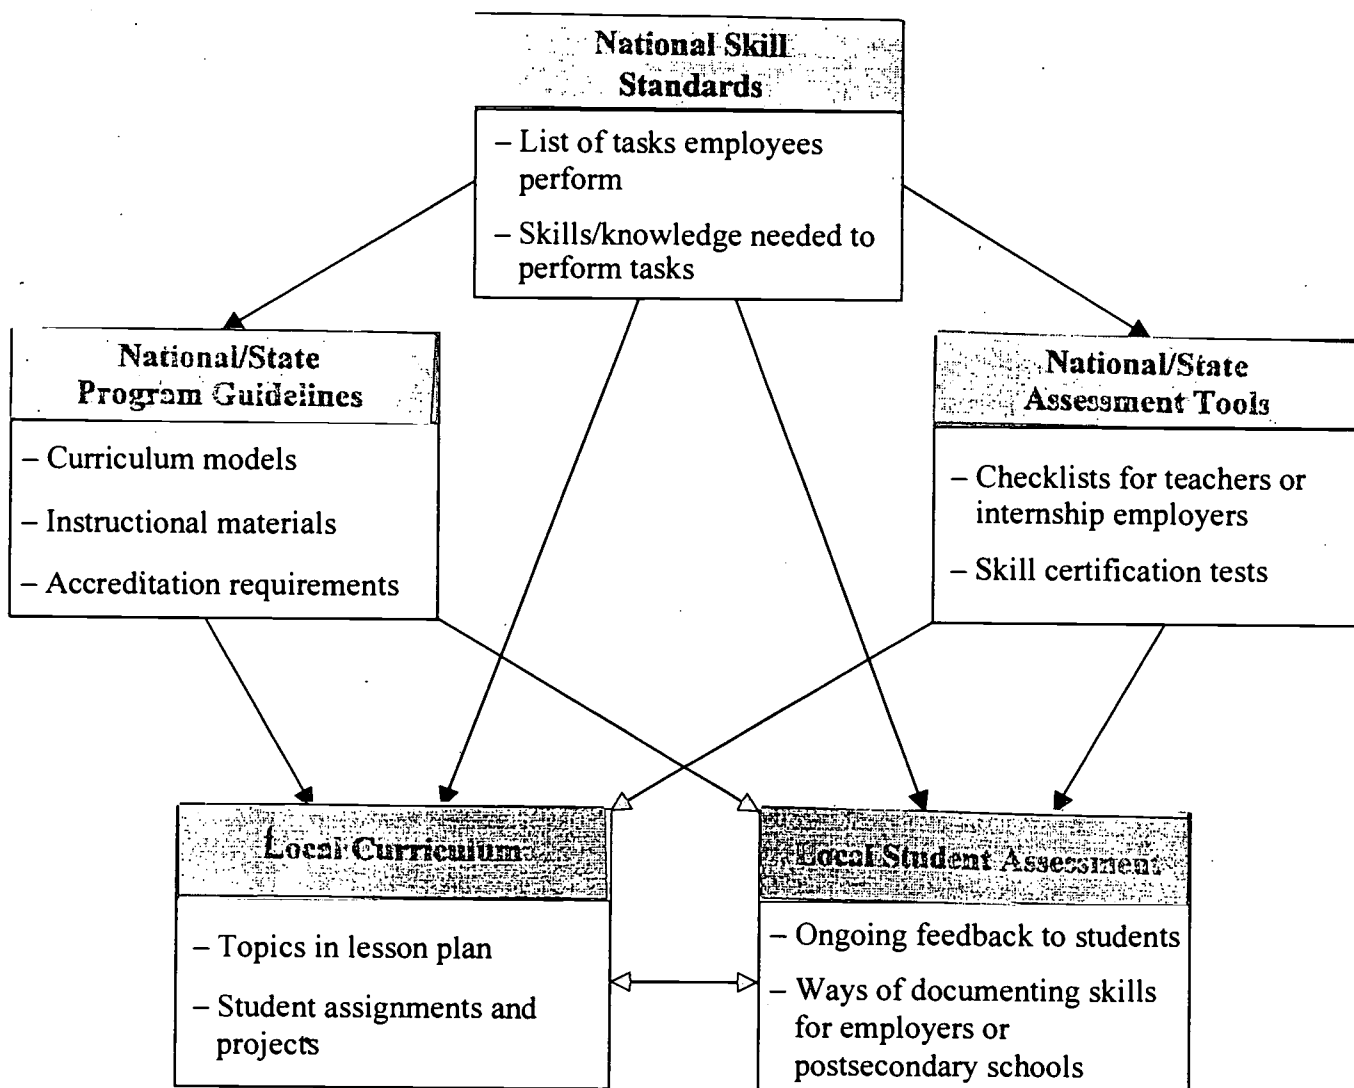 National Skill
Standards
– List of tasks employees
perform
– Skills/knowledge needed to
perform tasks
National/State
Program Guidelines
– Curriculum models
– Instructional materials
– Accreditation requirements
National/State
Assessment Tools
– Checklists for teachers or
internship employers
– Skill certification tests
Local Curriculum
– Topics in lesson plan
– Student assignments and
projects
Local Student Assessment
– Ongoing feedback to students
– Ways of documenting skills
for employers or
postsecondary schools